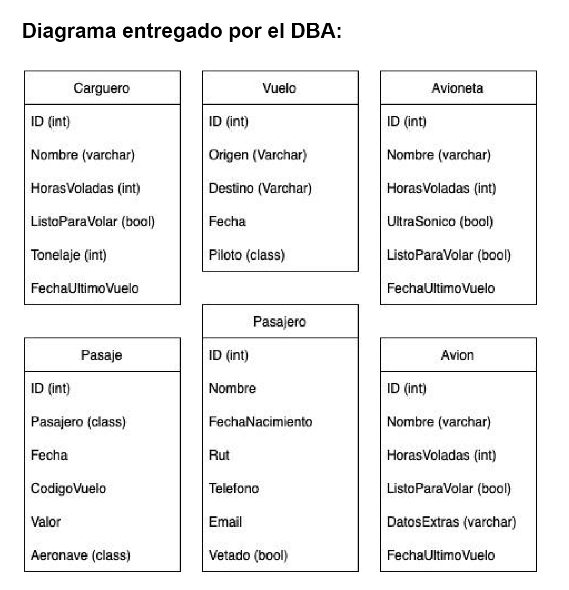 Diagrama entregado por el DBA:
Carguero
ID (int)
Nombre (varchar)
HorasVoladas (int)
ListoParaVolar (bool)
Tonelaje (int)
FechaUltimoVuelo
Vuelo
ID (int)
Origen (Varchar)
Destino (Varchar)
Fecha
Piloto (class)
Avioneta
ID (int)
Nombre (varchar)
HorasVoladas (int)
UltraSonico (bool)
ListoParaVolar (bool)
FechaUltimoVuelo
Pasaje
ID (int)
Pasajero (class)
Fecha
CodigoVuelo
Valor
Aeronave (class)
Pasajero
ID (int)
Nombre
FechaNacimiento
Rut
Telefono
Email
Vetado (bool)
Avion
ID (int)
Nombre (varchar)
HorasVoladas (int)
ListoParaVolar (bool)
DatosExtras (varchar)
FechaUltimoVuelo